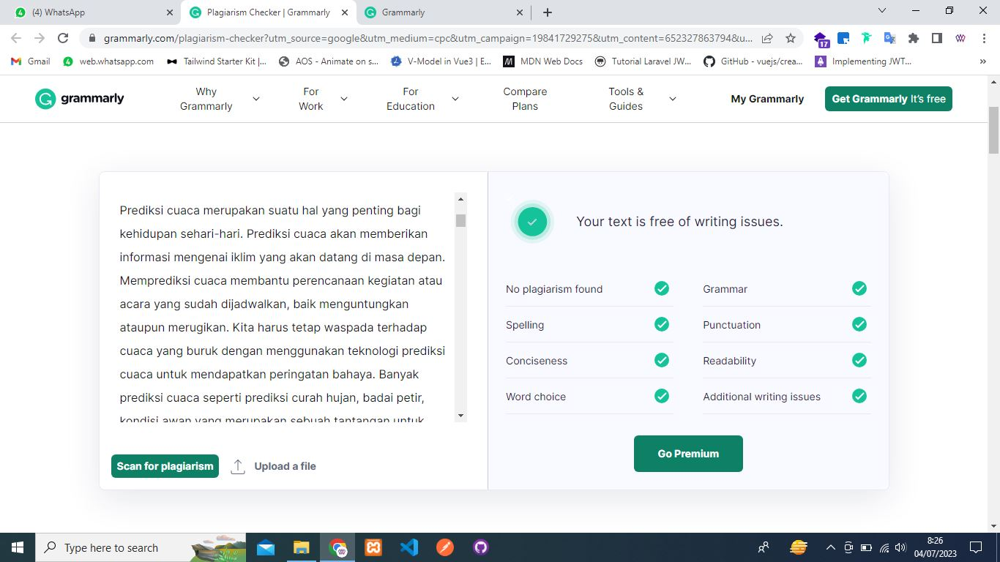 (4) WhatsApp
Plagiarism Checker | Grammarly
Grammarly
grammarly.com/plagiarism-checker?utm_source=google&utm_medium=cpc&utm_campaign=19841729275&utm_content=652327863794&u...
17
Gmail
web.whatsapp.com
Tailwind Starter Kit |...
AOS - Animate on s...
V-Model in Vue3 | E...
MDN Web Docs
Tutorial Laravel JW...
GitHub - vuejs/crea...
Implementing JWT...
grammarly
Why Grammarly
For Work
For Education
Compare Plans
Tools & Guides
My Grammarly
Get Grammarly It's free
Prediksi cuaca merupakan suatu hal yang penting bagi
kehidupan sehari-hari. Prediksi cuaca akan memberikan
informasi mengenai iklim yang akan datang di masa depan.
Memprediksi cuaca membantu perencanaan kegiatan atau
acara yang sudah dijadwalkan, baik menguntungkan
ataupun merugikan. Kita harus tetap waspada terhadap
cuaca yang buruk dengan menggunakan teknologi prediksi
cuaca untuk mendapatkan peringatan bahaya. Banyak
prediksi cuaca seperti prediksi curah hujan, badai petir,
kondisi awan yang merupakan sebuah tantangan untuk
Scan for plagiarism
Upload a file
Your text is free of writing issues.
No plagiarism found
Grammar
Spelling
Punctuation
Conciseness
Readability
Word choice
Additional writing issues
Go Premium
Type here to search
8:26
04/07/2023